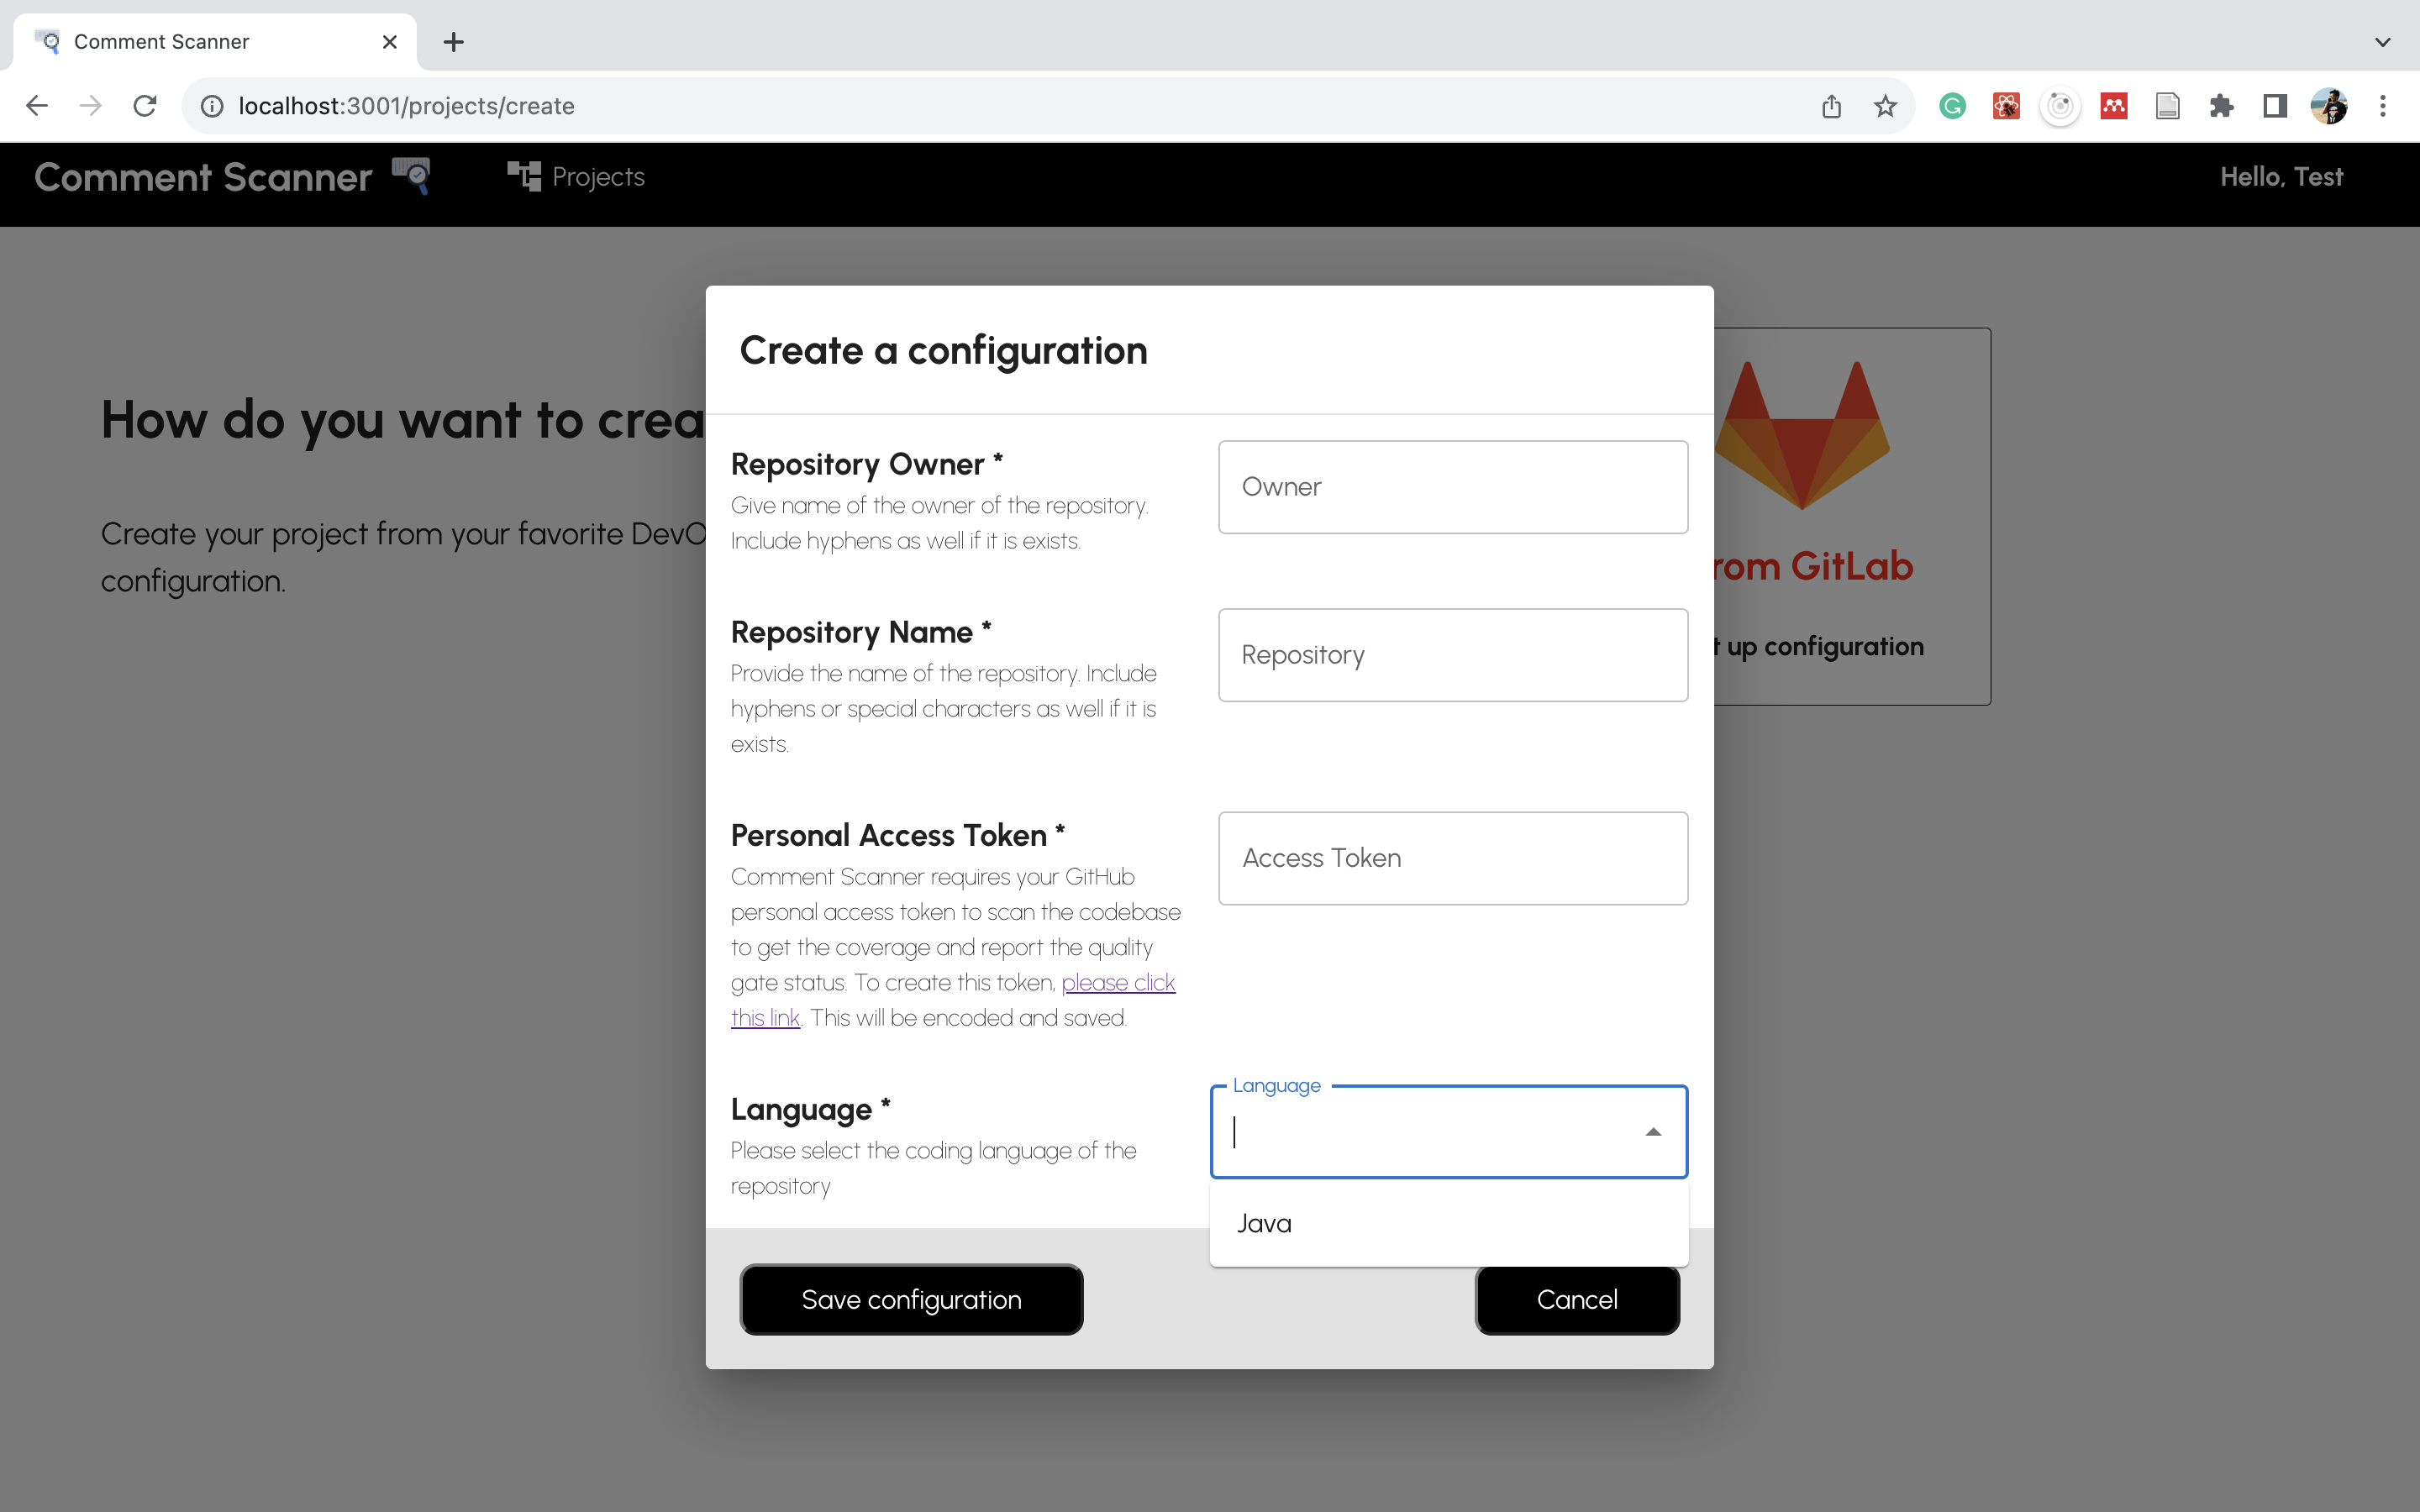 Comment Scanner
localhost:3001/projects/create
Comment Scanner
Projects
Hello, Test
How do you want to crea
Create your project from your favorite DevO
configuration.
rom GitLab
t up configuration
Create a configuration
Repository Owner *
Give name of the owner of the repository.
Include hyphens as well if it is exists.
Owner
Repository Name *
Provide the name of the repository. Include
hyphens or special characters as well if it is
exists.
Repository
Personal Access Token *
Comment Scanner requires your GitHub
personal access token to scan the codebase
to get the coverage and report the quality
gate status. To create this token, please click
this link. This will be encoded and saved.
Access Token
Language *
Please select the coding language of the
repository
Language
Java
Save configuration
Cancel